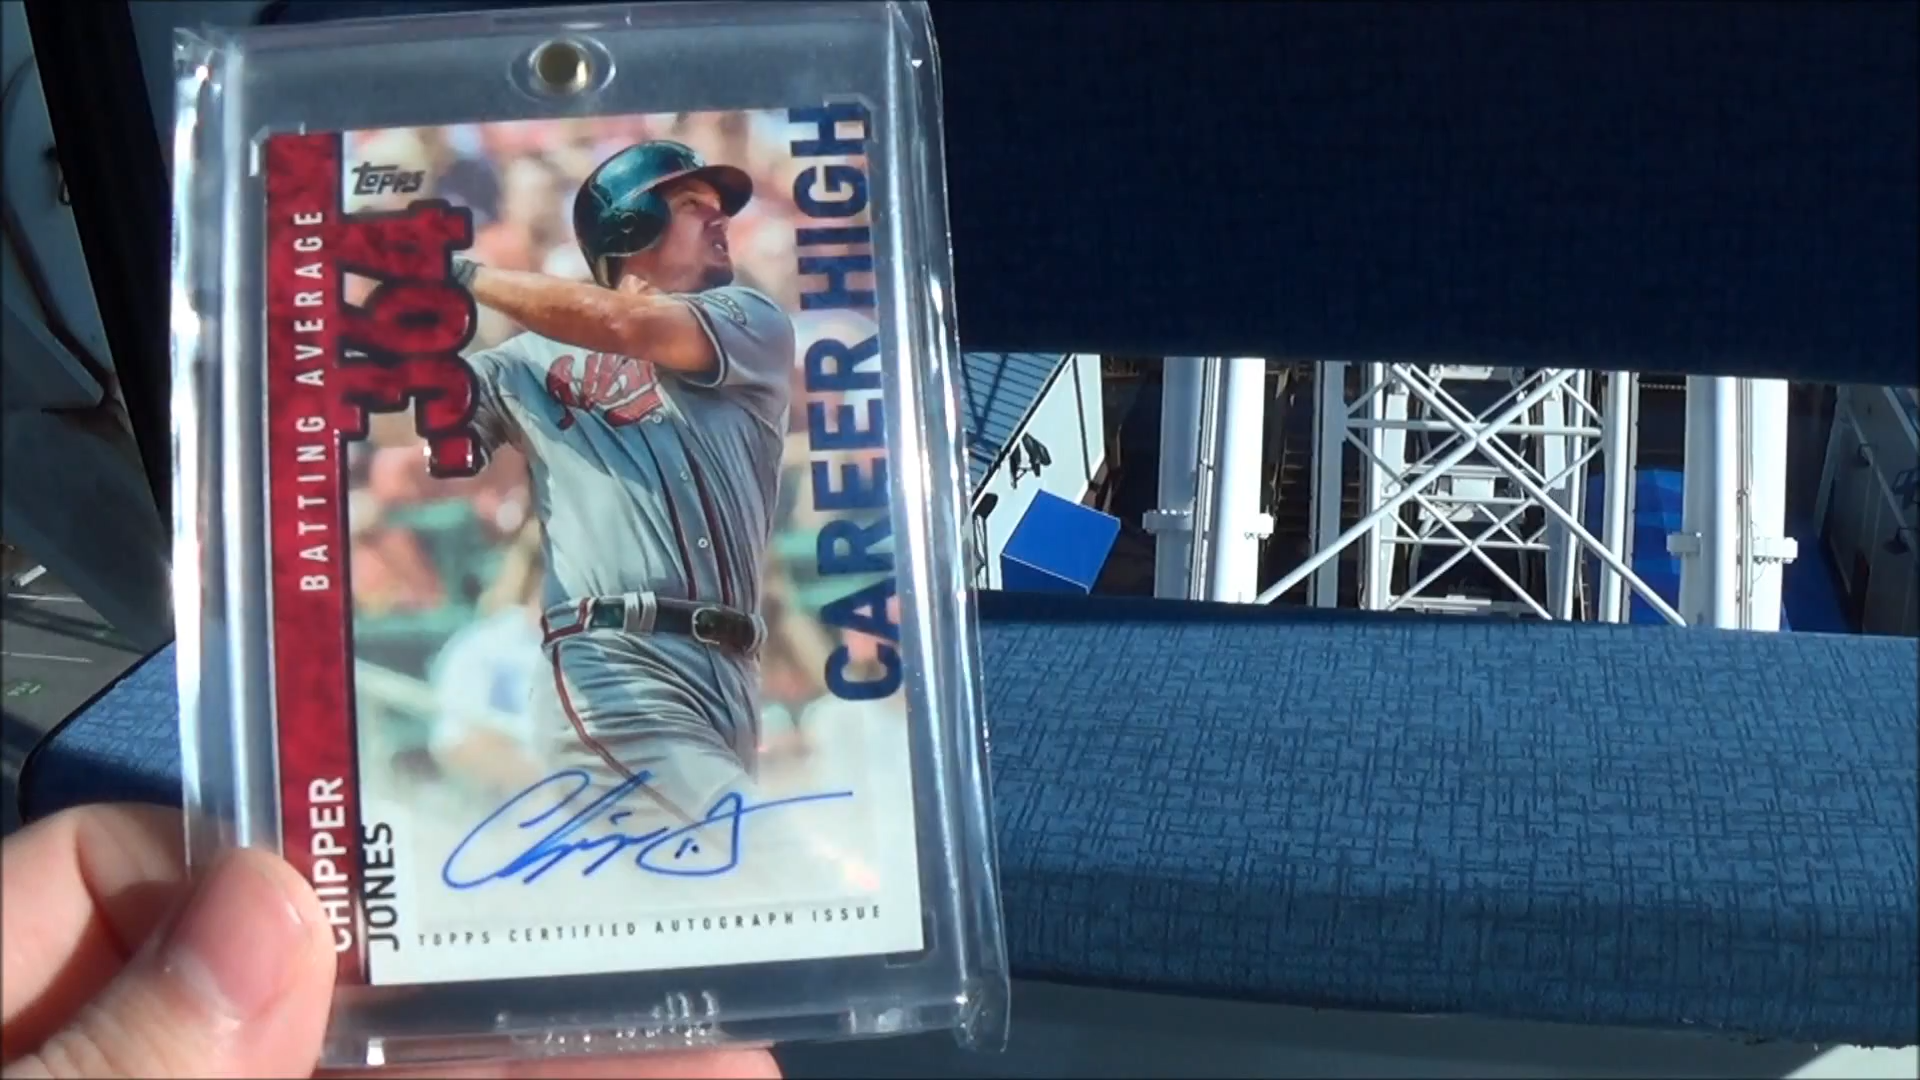 Topps
BATTING AVERAGE
.364
CAREER HIGH
CHIPPER
JONES
TOPPS CERTIFIED AUTOGRAPH ISSUE